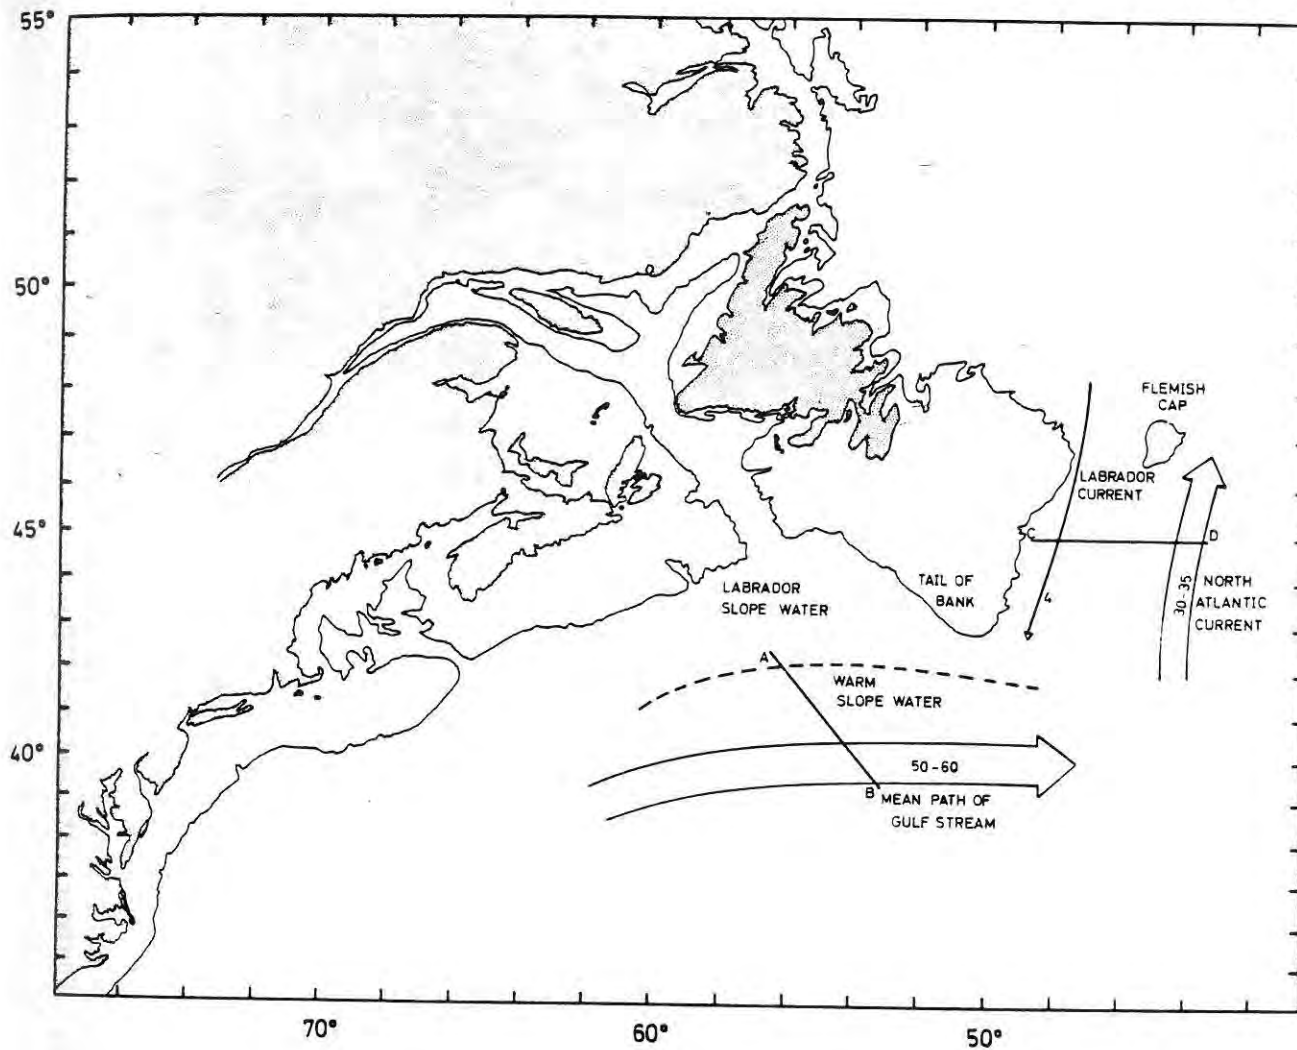 55°
50°
FLEMISH
CAP
LABRADOR
CURRENT
45°
C
D
LABRADOR
SLOPE WATER
TAIL OF
BANK
4
30-35
NORTH
ATLANTIC
CURRENT
A
WARM
SLOPE WATER
40°
50-60
B
MEAN PATH OF
GULF STREAM
70°
60°
50°